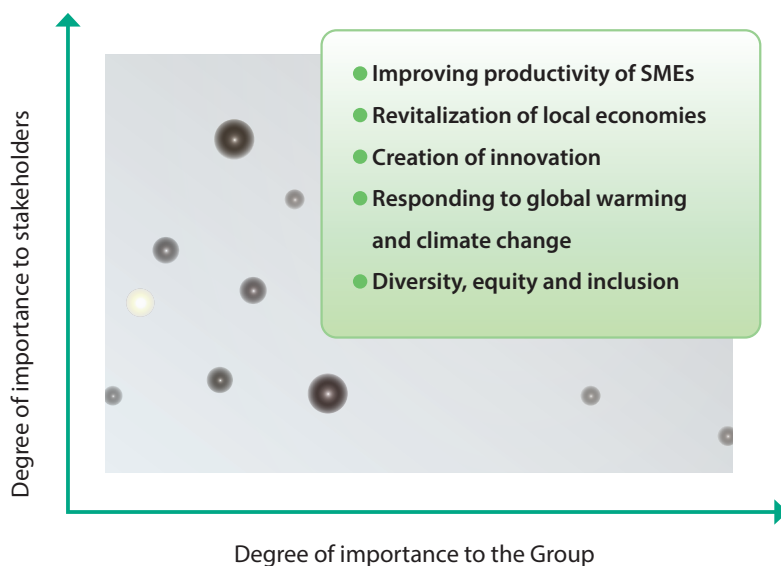 Degree of importance to stakeholders
● Improving productivity of SMEs
● Revitalization of local economies
● Creation of innovation
● Responding to global warming
and climate change
● Diversity, equity and inclusion
Degree of importance to the Group